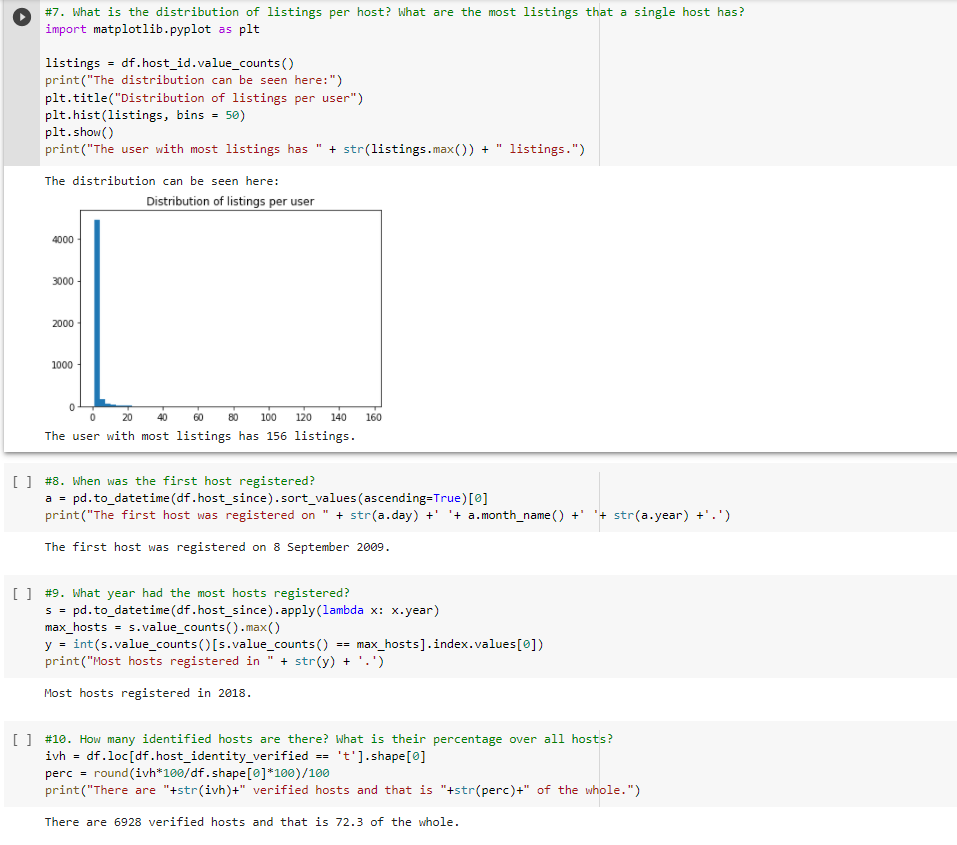 #7. What is the distribution of listings per host? What are the most listings that a single host has?
import matplotlib.pyplot as plt
listings = df.host_id.value_counts()
print("The distribution can be seen here:")
plt.title("Distribution of listings per user")
plt.hist(listings, bins = 50)
plt.show()
print("The user with most listings has " + str(listings.max()) + " listings.")
The distribution can be seen here:
Distribution of listings per user
4000
3000
2000
1000
0
0 20 40 60 80 100 120 140 160
The user with most listings has 156 listings.
[ ] #8. When was the first host registered?
a = pd.to_datetime(df.host_since).sort_values(ascending=True)[0]
print("The first host was registered on " + str(a.day) +' '+ a.month_name() +' '+ str(a.year) +'.')
The first host was registered on 8 September 2009.
[ ] #9. What year had the most hosts registered?
s = pd.to_datetime(df.host_since).apply(lambda x: x.year)
max_hosts = s.value_counts().max()
y = int(s.value_counts()[s.value_counts() == max_hosts].index.values[0])
print("Most hosts registered in " + str(y) + '.')
Most hosts registered in 2018.
[ ] #10. How many identified hosts are there? What is their percentage over all hosts?
ivh = df.loc[df.host_identity_verified == 't'].shape[0]
perc = round(ivh*100/df.shape[0]*100)/100
print("There are "+str(ivh)+" verified hosts and that is "+str(perc)+" of the whole.")
There are 6928 verified hosts and that is 72.3 of the whole.